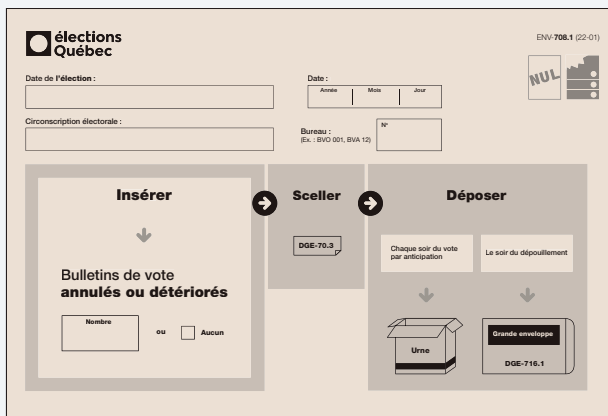 élections
Québec
ENV-708.1 (22-01)
NUL
Date de l'élection :
Date :
Année Mois Jour
Circonscription électorale :
Bureau :
(Ex. : BVO 001, BVA 12)
N°
Insérer
Sceller
Déposer
DGE-70.3
Chaque soir du vote
par anticipation
Le soir du dépouillement
Bulletins de vote
annulés ou détériorés
Nombre
ou
Aucun
Urne
Grande enveloppe
DGE-716.1